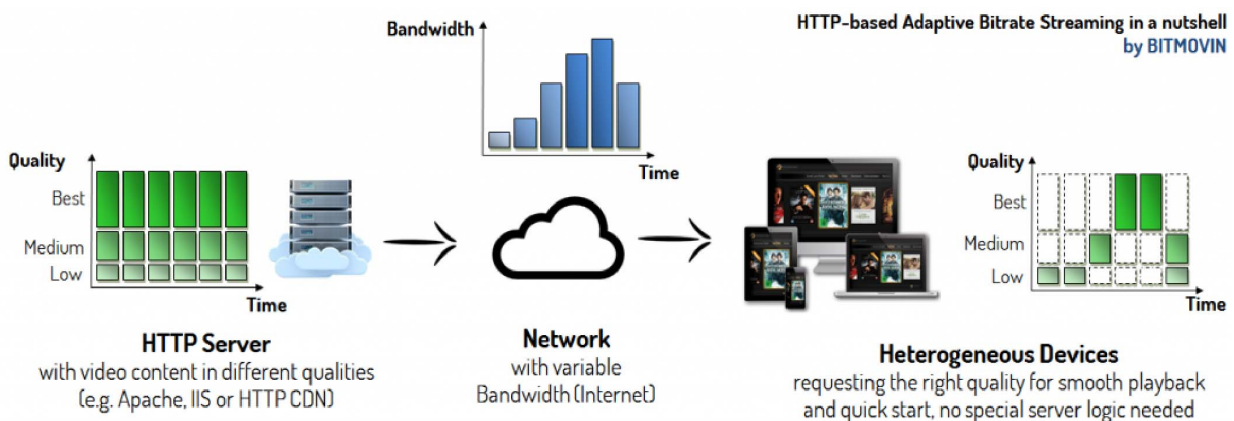 HTTP-based Adaptive Bitrate Streaming in a nutshell
by BITMOVIN
Bandwidth
Time
Quality
Best
Medium
Low
Time
Quality
Best
Medium
Low
Time
HTTP Server
with video content in different qualities
(e.g. Apache, IIS or HTTP CDN)
Network
with variable
Bandwidth (Internet)
Heterogeneous Devices
requesting the right quality for smooth playback
and quick start, no special server logic needed